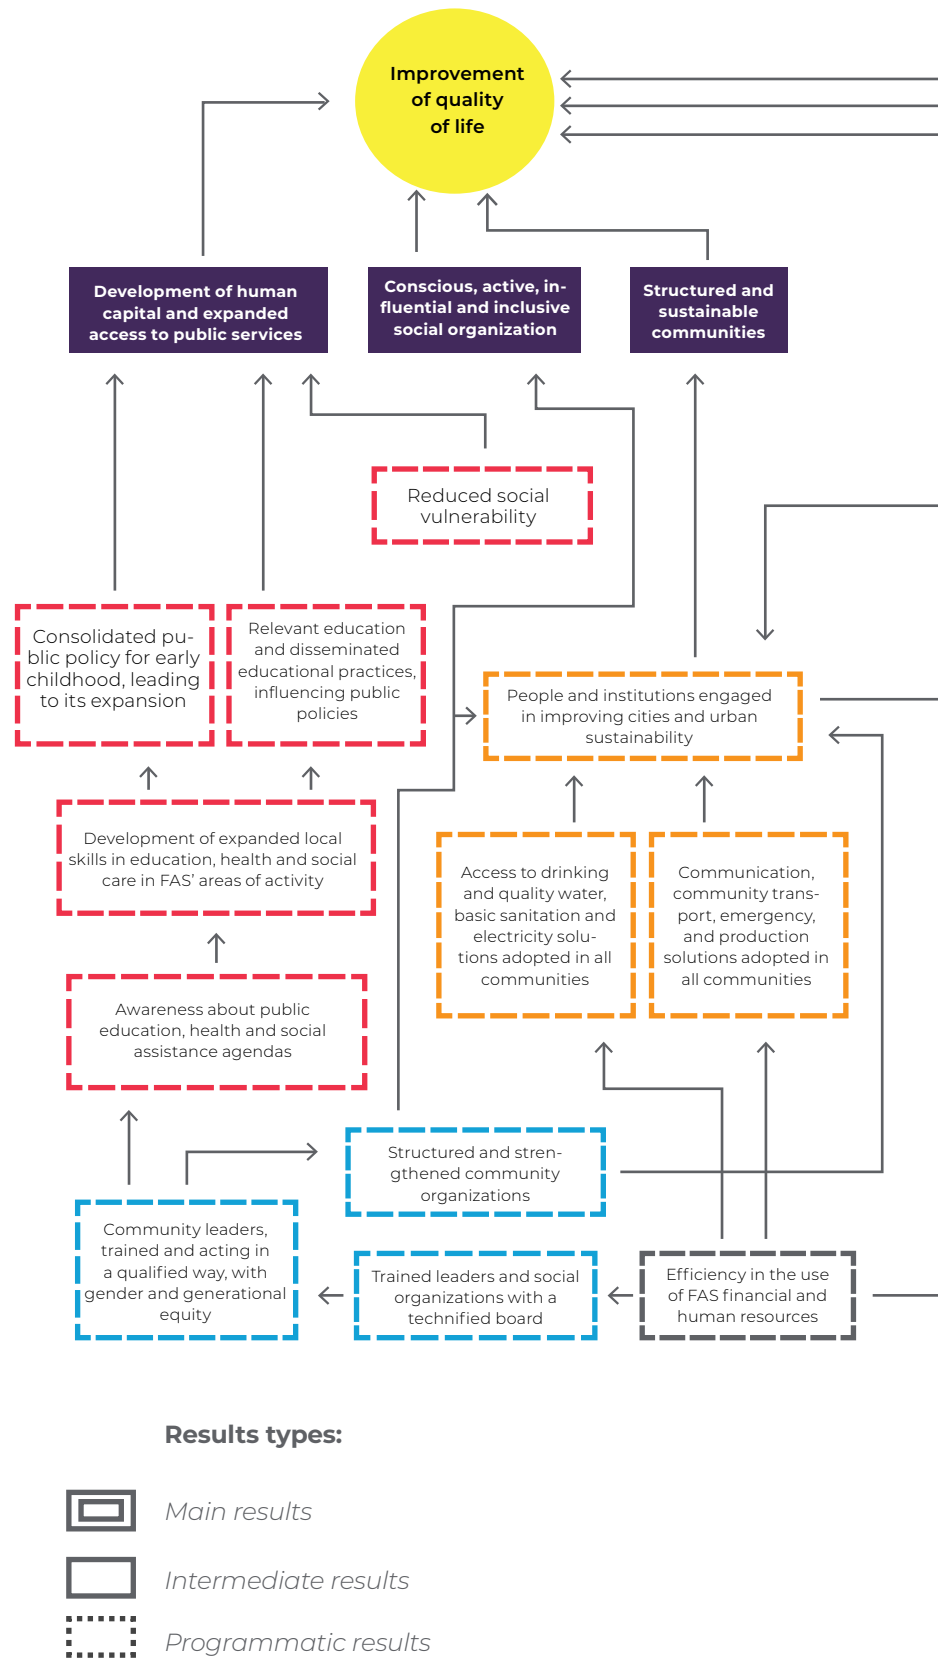 Improvement
of quality
of life
Development of human
capital and expanded
access to public services
Conscious, active, in-
fluential and inclusive
social organization
Structured and
sustainable
communities
Reduced social
vulnerability
Consolidated pu-
blic policy for early
childhood, leading
to its expansion
Relevant education
and disseminated
educational practices,
influencing public
policies
People and institutions engaged
in improving cities and urban
sustainability
Development of expanded local
skills in education, health and social
care in FAS’ areas of activity
Access to drinking
and quality water,
basic sanitation and
electricity solu-
tions adopted in all
communities
Communication,
community trans-
port, emergency,
and production
solutions adopted in
all communities
Awareness about public
education, health and social
assistance agendas
Structured and stren-
gthened community
organizations
Community leaders,
trained and acting in
a qualified way, with
gender and generational
equity
Trained leaders and social
organizations with a
technified board
Efficiency in the use
of FAS financial and
human resources
Results types:
Main results
Intermediate results
Programmatic results